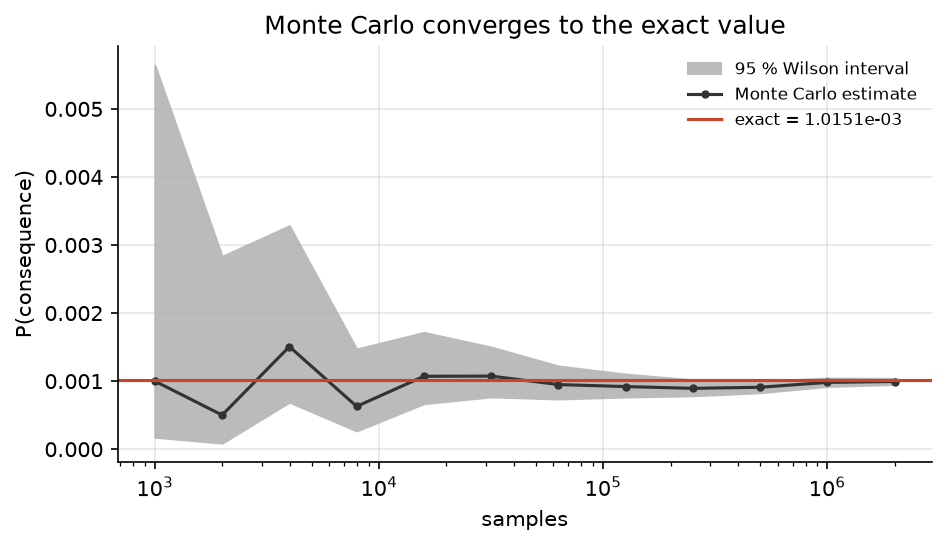 Monte Carlo converges to the exact value
95 % Wilson interval
Monte Carlo estimate
exact = 1.0151e-03
P(consequence)
0.005
0.004
0.003
0.002
0.001
0.000
10³
10⁴
10⁵
10⁶
samples